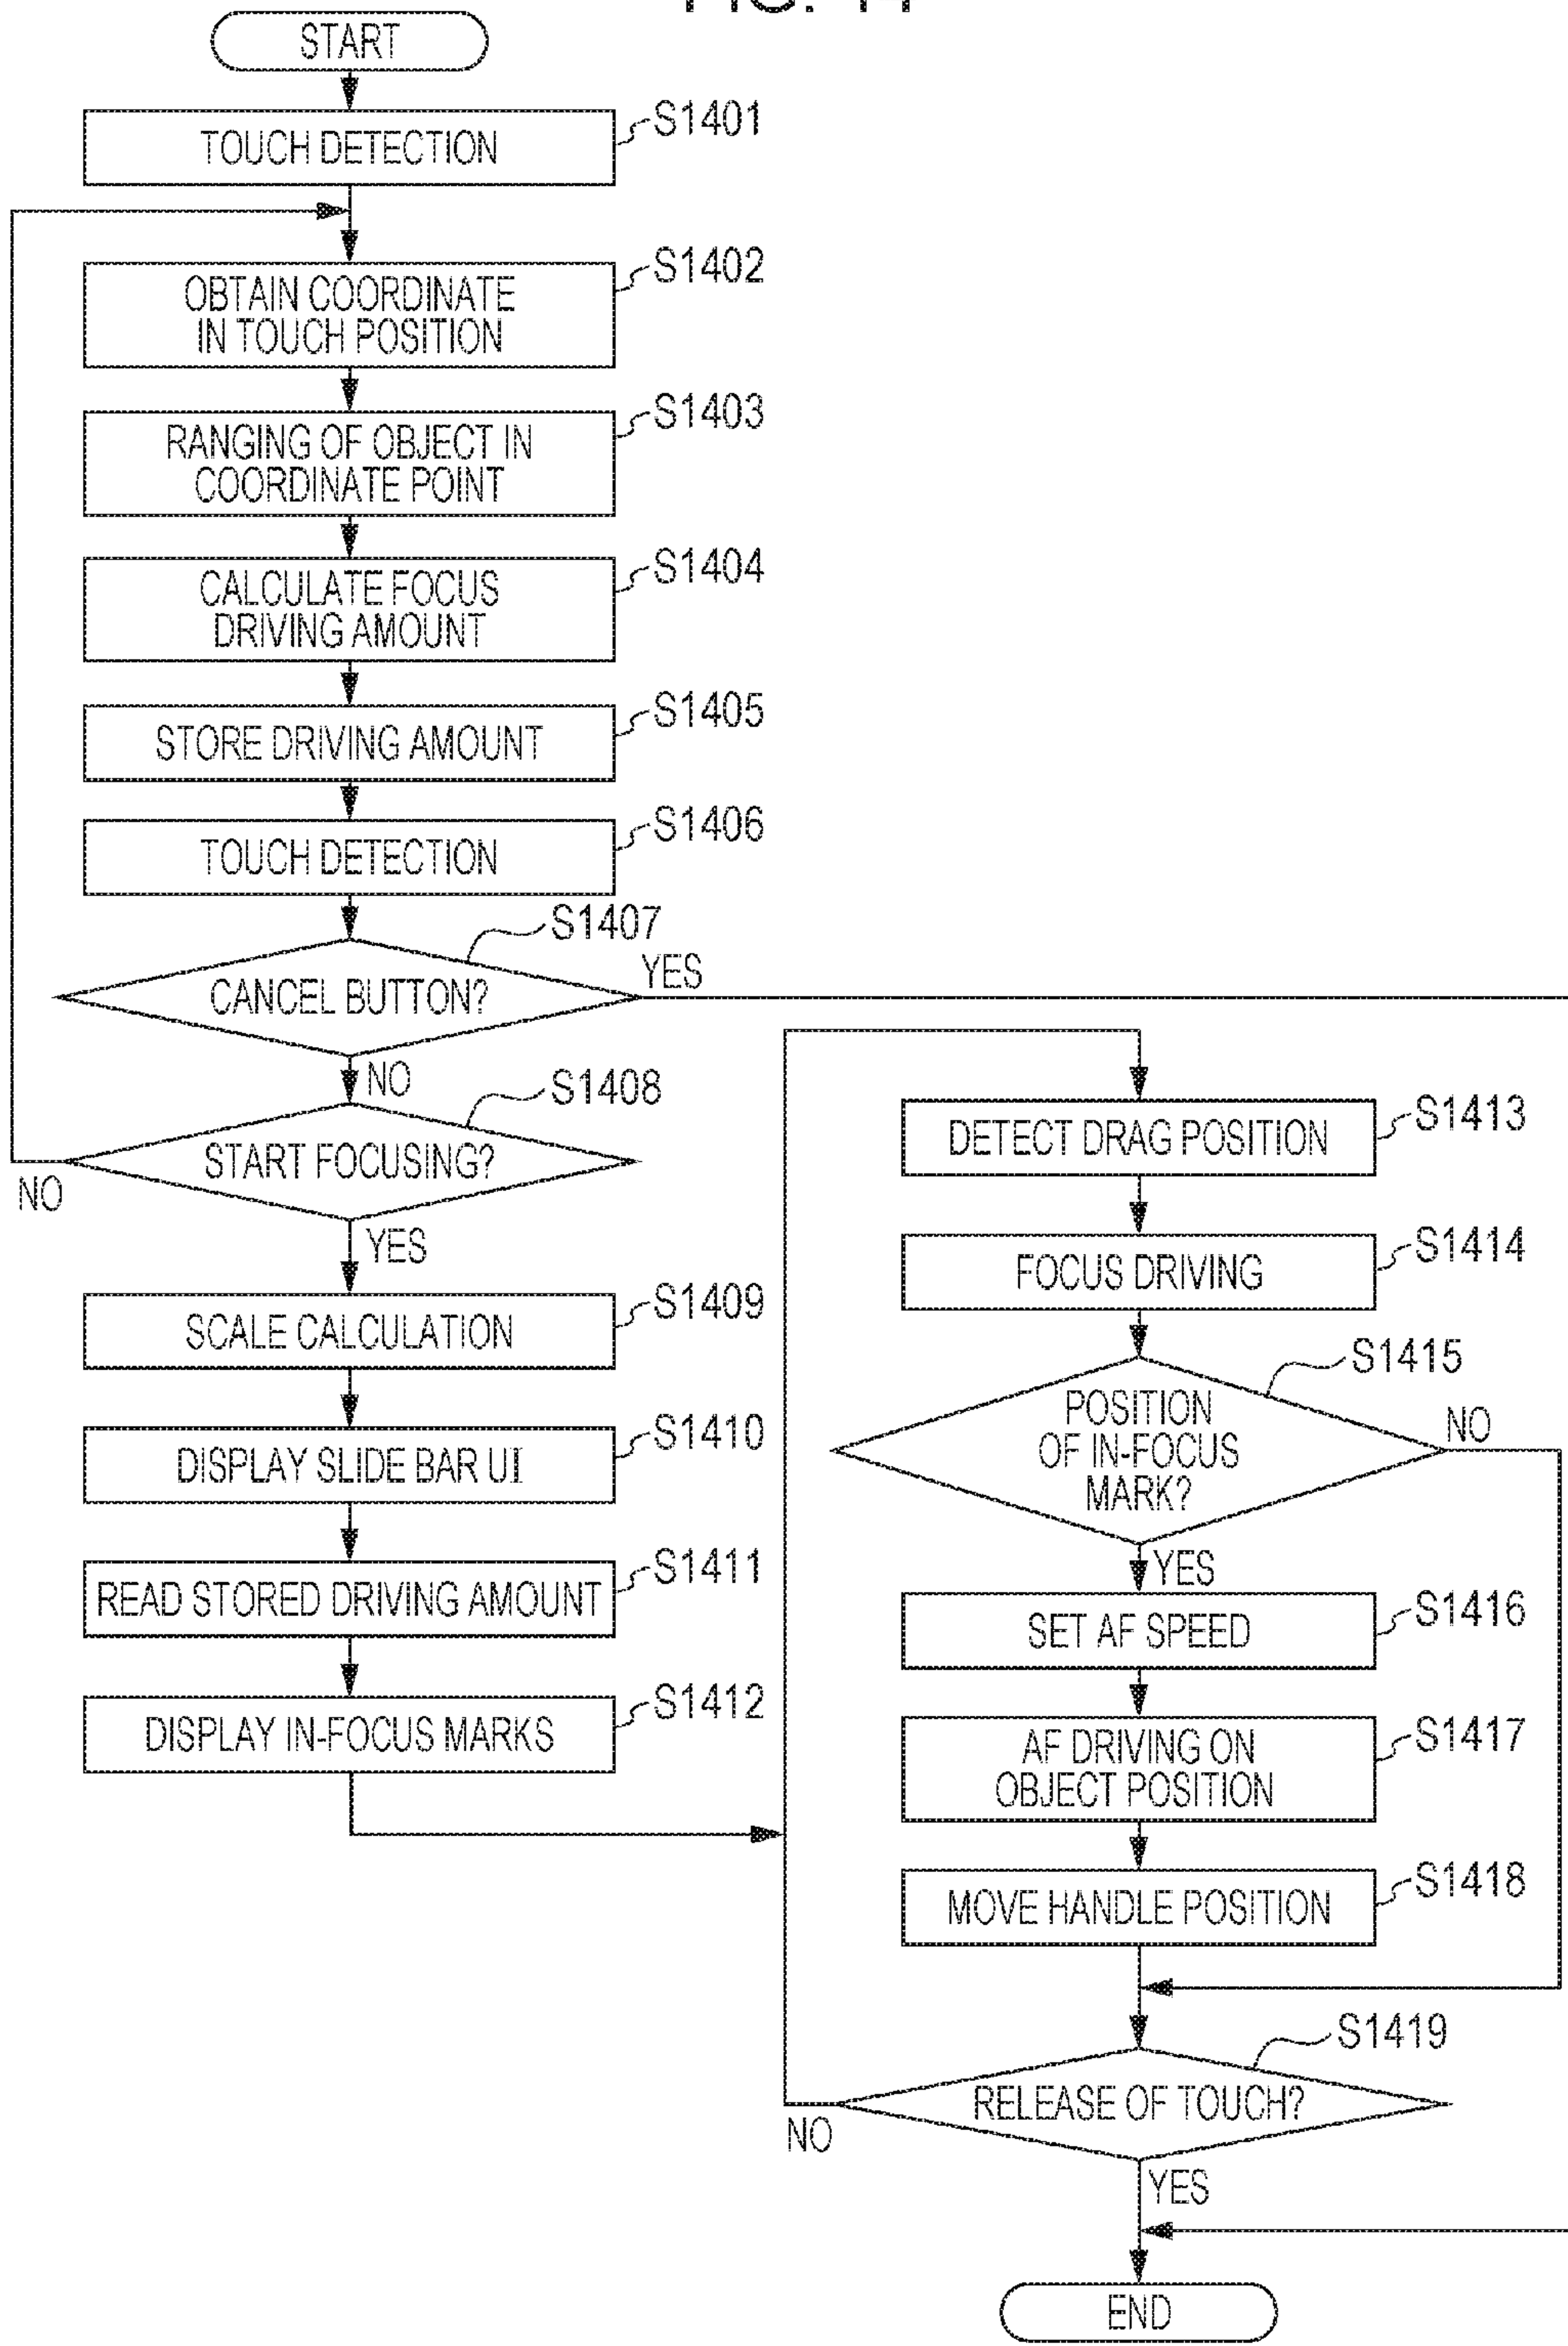 START
TOUCH DETECTION
S1401
OBTAIN COORDINATE
IN TOUCH POSITION
S1402
RANGING OF OBJECT IN
COORDINATE POINT
S1403
CALCULATE FOCUS
DRIVING AMOUNT
S1404
STORE DRIVING AMOUNT
S1405
TOUCH DETECTION
S1406
CANCEL BUTTON?
S1407
YES
NO
START FOCUSING?
S1408
NO
YES
SCALE CALCULATION
S1409
DISPLAY SLIDE BAR UI
S1410
READ STORED DRIVING AMOUNT
S1411
DISPLAY IN-FOCUS MARKS
S1412
DETECT DRAG POSITION
S1413
FOCUS DRIVING
S1414
POSITION
OF IN-FOCUS
MARK?
S1415
NO
YES
SET AF SPEED
S1416
AF DRIVING ON
OBJECT POSITION
S1417
MOVE HANDLE POSITION
S1418
RELEASE OF TOUCH?
S1419
NO
YES
END